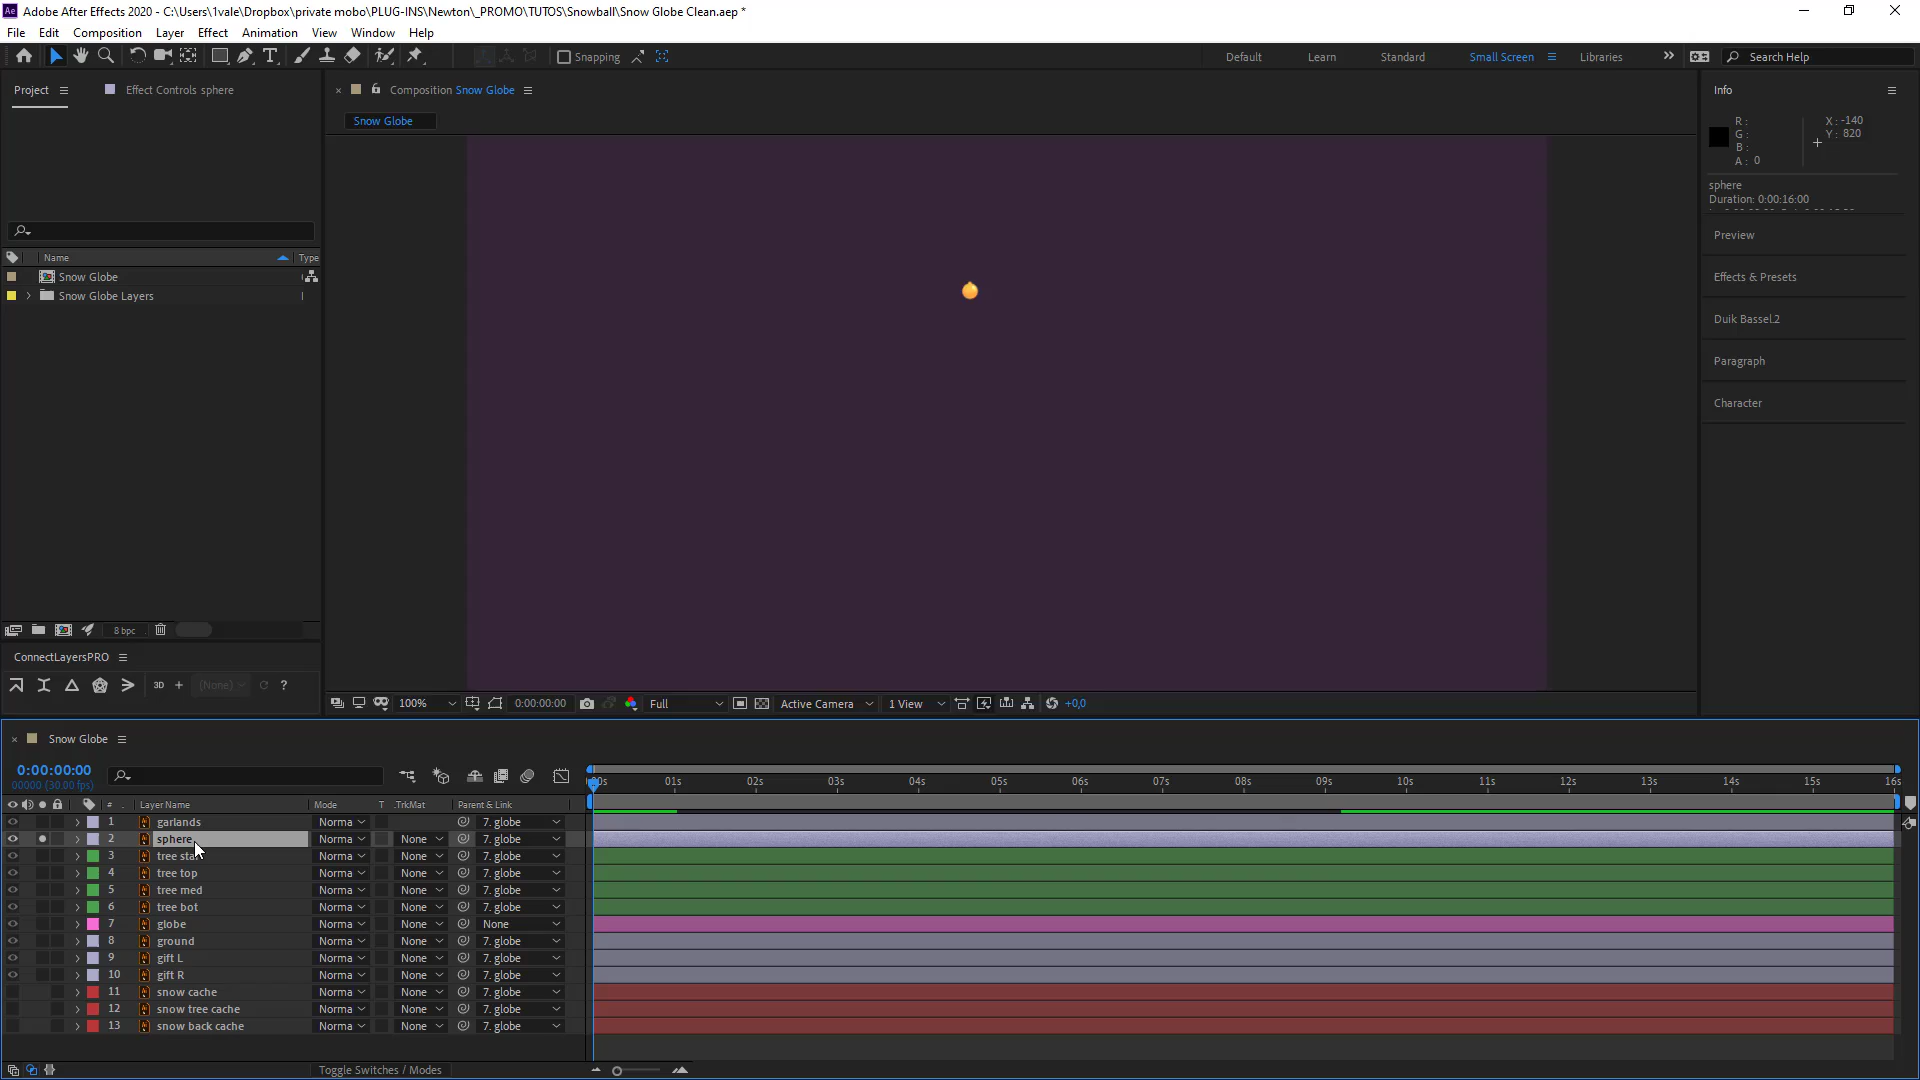 Adobe After Effects 2020 - C:\Users\1vale\Dropbox\private mobo\PLUG-INS\Newton\_PROMO\TUTOS\Snowball\Snow Globe Clean.aep *
File Edit Composition Layer Effect Animation View Window Help
Snapping Default Learn Standard Small Screen Libraries Search Help
Project Effect Controls sphere Composition Snow Globe Info
Snow Globe
R : X : -140
G : Y : 820
B :
A : 0
sphere
Duration: 0:00:16:00
Preview
Name Type
Snow Globe
Effects & Presets
Snow Globe Layers
Duik Bassel.2
Paragraph
Character
8 bpc
ConnectLayersPRO
3D + (None) ?
100% 0:00:00:00 Full Active Camera 1 View +0,0
Snow Globe
0:00:00:00
00000 (30.00 fps)
01s 02s 03s 04s 05s 06s 07s 08s 09s 10s 11s 12s 13s 14s 15s 16s
# Layer Name Mode T .TrkMat Parent & Link
1 garlands Norma 7. globe
2 sphere Norma None 7. globe
3 tree sta Norma None 7. globe
4 tree top Norma None 7. globe
5 tree med Norma None 7. globe
6 tree bot Norma None 7. globe
7 globe Norma None None
8 ground Norma None 7. globe
9 gift L Norma None 7. globe
10 gift R Norma None 7. globe
11 snow cache Norma None 7. globe
12 snow tree cache Norma None 7. globe
13 snow back cache Norma None 7. globe
Toggle Switches / Modes